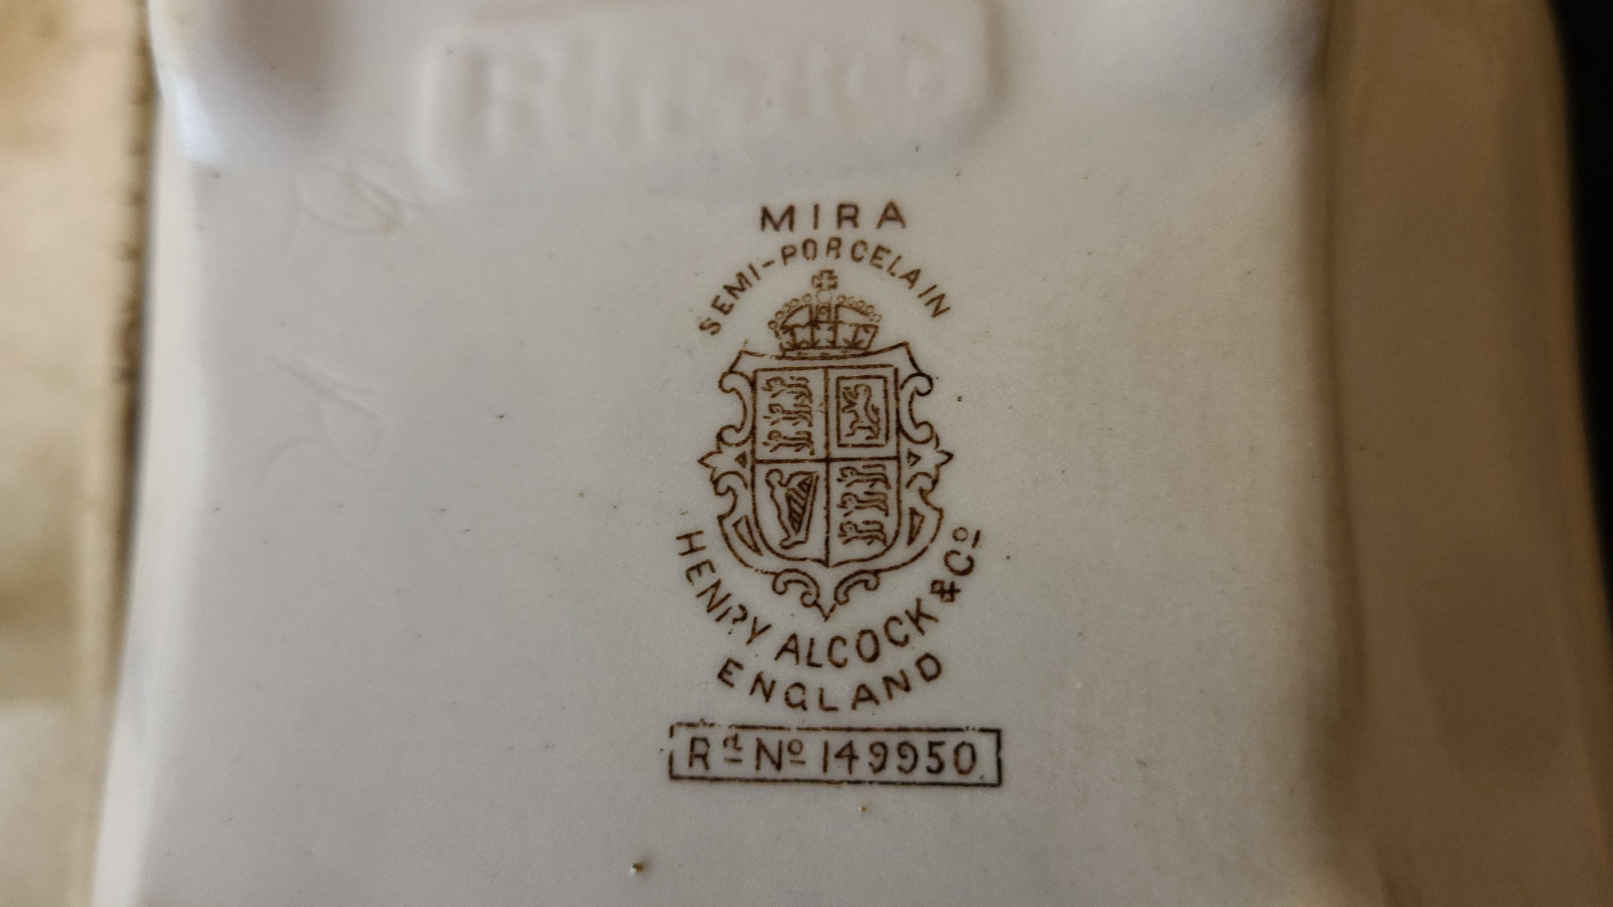 MIRA
SEMI-PORCELAIN
HENRY ALCOCK & Cº
ENGLAND
Rd Nº 149950